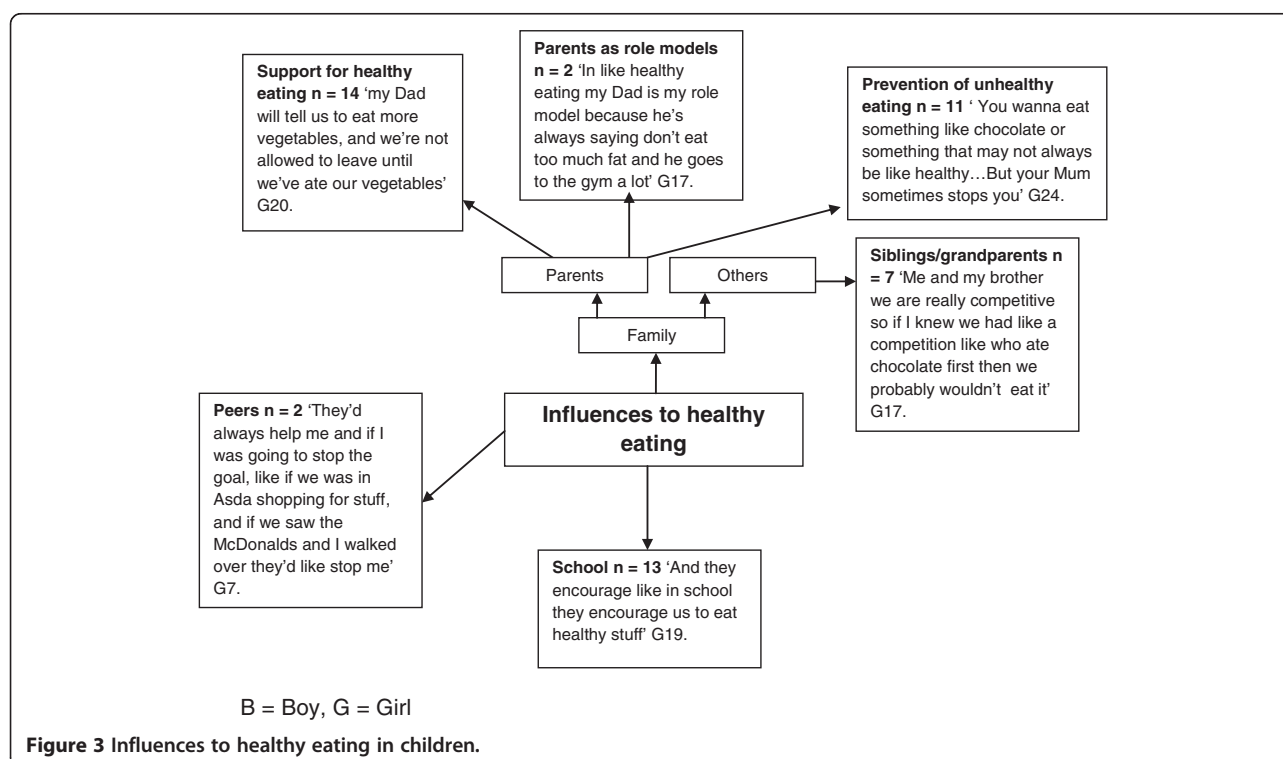 Support for healthy
eating n = 14 ‘my Dad
will tell us to eat more
vegetables, and we’re not
allowed to leave until
we’ve ate our vegetables’
G20.
Parents as role models
n = 2 ‘In like healthy
eating my Dad is my role
model because he’s
always saying don’t eat
too much fat and he goes
to the gym a lot’ G17.
Prevention of unhealthy
eating n = 11 ‘ You wanna eat
something like chocolate or
something that may not always
be like healthy…But your Mum
sometimes stops you’ G24.
Parents
Others
Siblings/grandparents n
= 7 ‘Me and my brother
we are really competitive
so if I knew we had like a
competition like who ate
chocolate first then we
probably wouldn’t eat it’
G17.
Family
Influences to healthy
eating
Peers n = 2 ‘They’d
always help me and if I
was going to stop the
goal, like if we was in
Asda shopping for stuff,
and if we saw the
McDonalds and I walked
over they’d like stop me’
G7.
School n = 13 ‘And they
encourage like in school
they encourage us to eat
healthy stuff’ G19.
B = Boy, G = Girl
Figure 3 Influences to healthy eating in children.